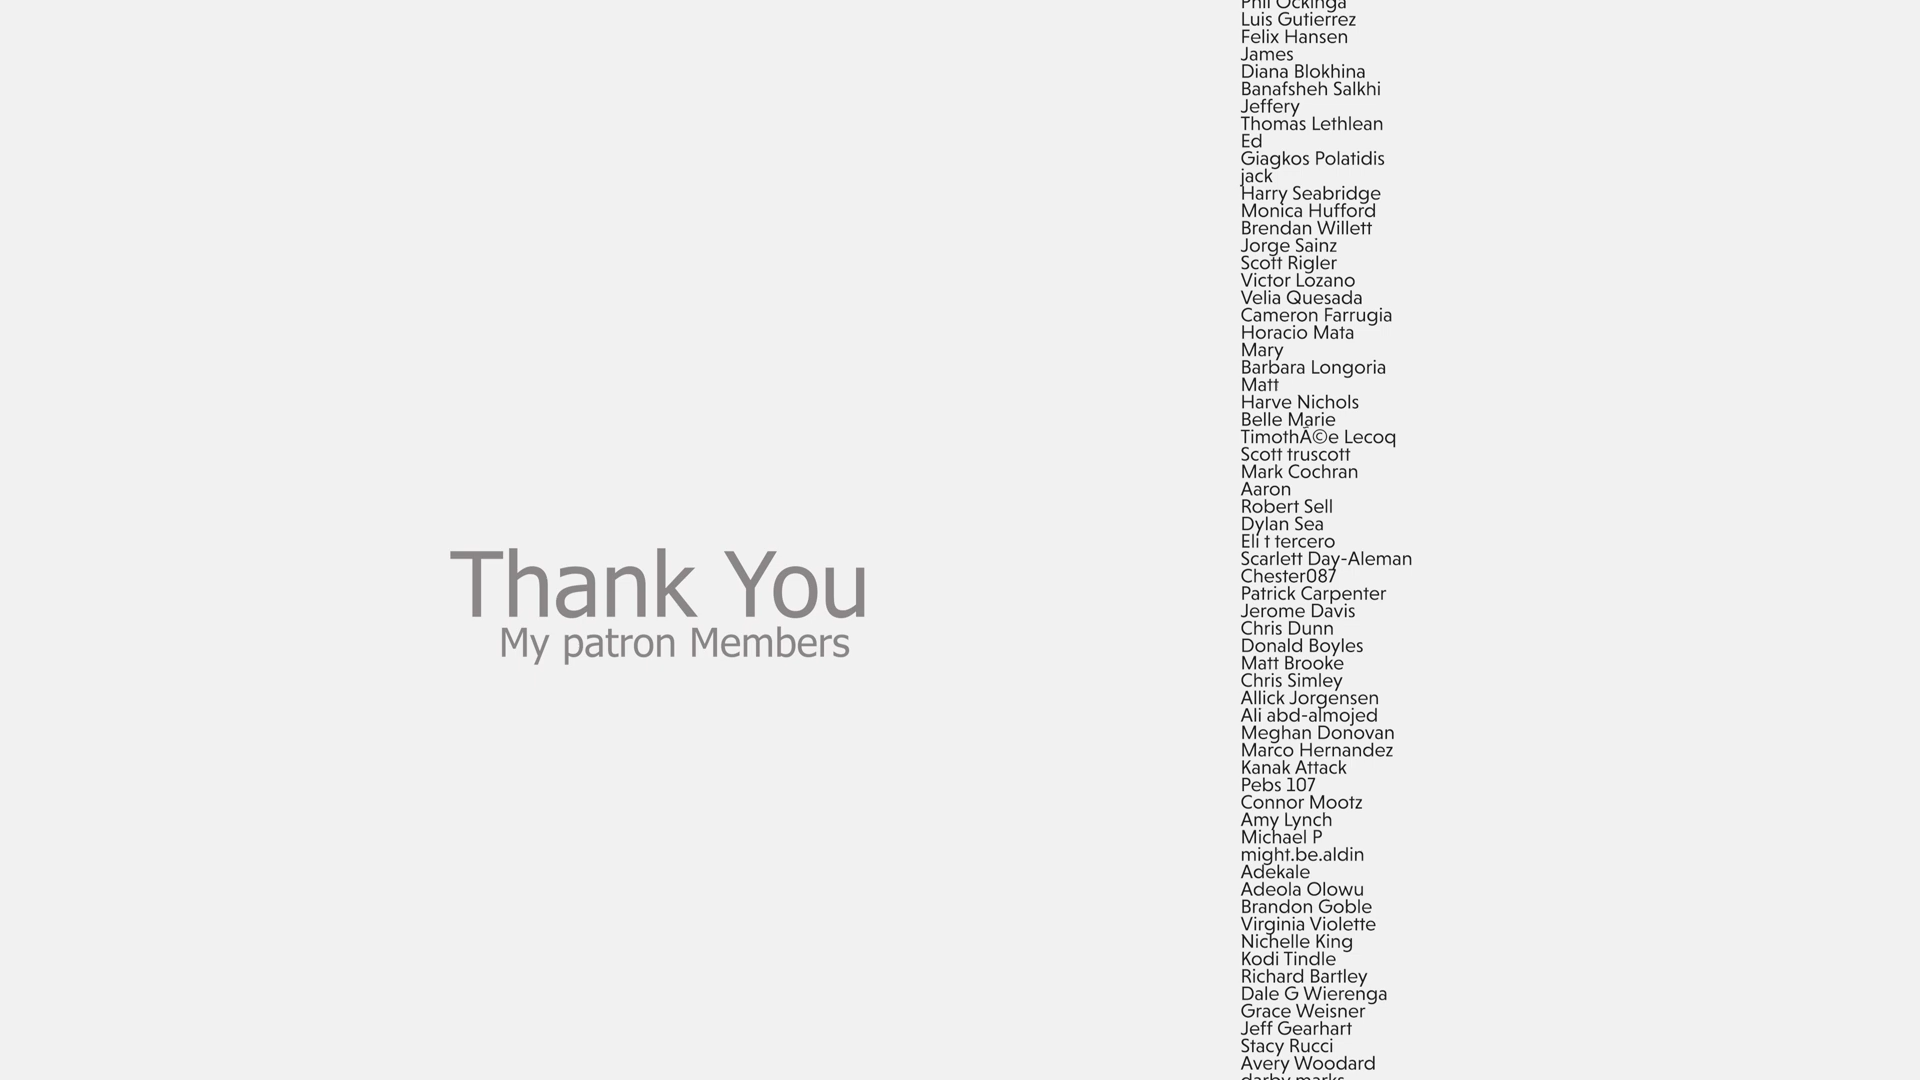 Thank You
My patron Members
Phil Ockinga
Luis Gutierrez
Felix Hansen
James
Diana Blokhina
Banafsheh Salkhi
Jeffery
Thomas Lethlean
Ed
Giagkos Polatidis
jack
Harry Seabridge
Monica Hufford
Brendan Willett
Jorge Sainz
Scott Rigler
Victor Lozano
Velia Quesada
Cameron Farrugia
Horacio Mata
Mary
Barbara Longoria
Matt
Harve Nichols
Belle Marie
TimothÃ©e Lecoq
Scott truscott
Mark Cochran
Aaron
Robert Sell
Dylan Sea
Eli t tercero
Scarlett Day-Aleman
Chester087
Patrick Carpenter
Jerome Davis
Chris Dunn
Donald Boyles
Matt Brooke
Chris Simley
Allick Jorgensen
Ali abd-almojed
Meghan Donovan
Marco Hernandez
Kanak Attack
Pebs 107
Connor Mootz
Amy Lynch
Michael P
might.be.aldin
Adekale
Adeola Olowu
Brandon Goble
Virginia Violette
Nichelle King
Kodi Tindle
Richard Bartley
Dale G Wierenga
Grace Weisner
Jeff Gearhart
Stacy Rucci
Avery Woodard
darby marks